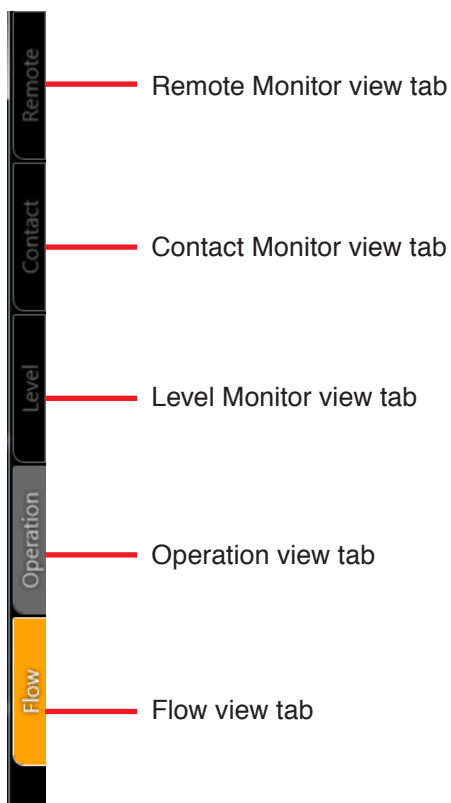 Remote
Remote Monitor view tab
Contact
Contact Monitor view tab
Level
Level Monitor view tab
Operation
Operation view tab
Flow
Flow view tab